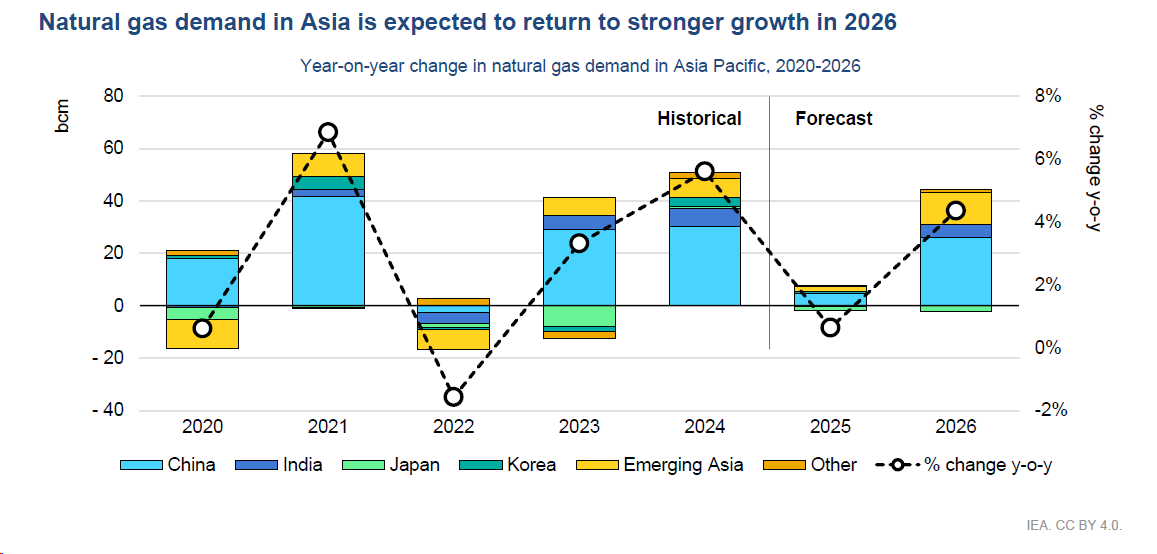 Natural gas demand in Asia is expected to return to stronger growth in 2026
Year-on-year change in natural gas demand in Asia Pacific, 2020-2026
bcm
80
60
40
20
0
- 20
- 40
Historical
Forecast
8%
6%
4%
2%
0%
-2%
% change y-o-y
2020 2021 2022 2023 2024 2025 2026
China India Japan Korea Emerging Asia Other % change y-o-y
IEA. CC BY 4.0.